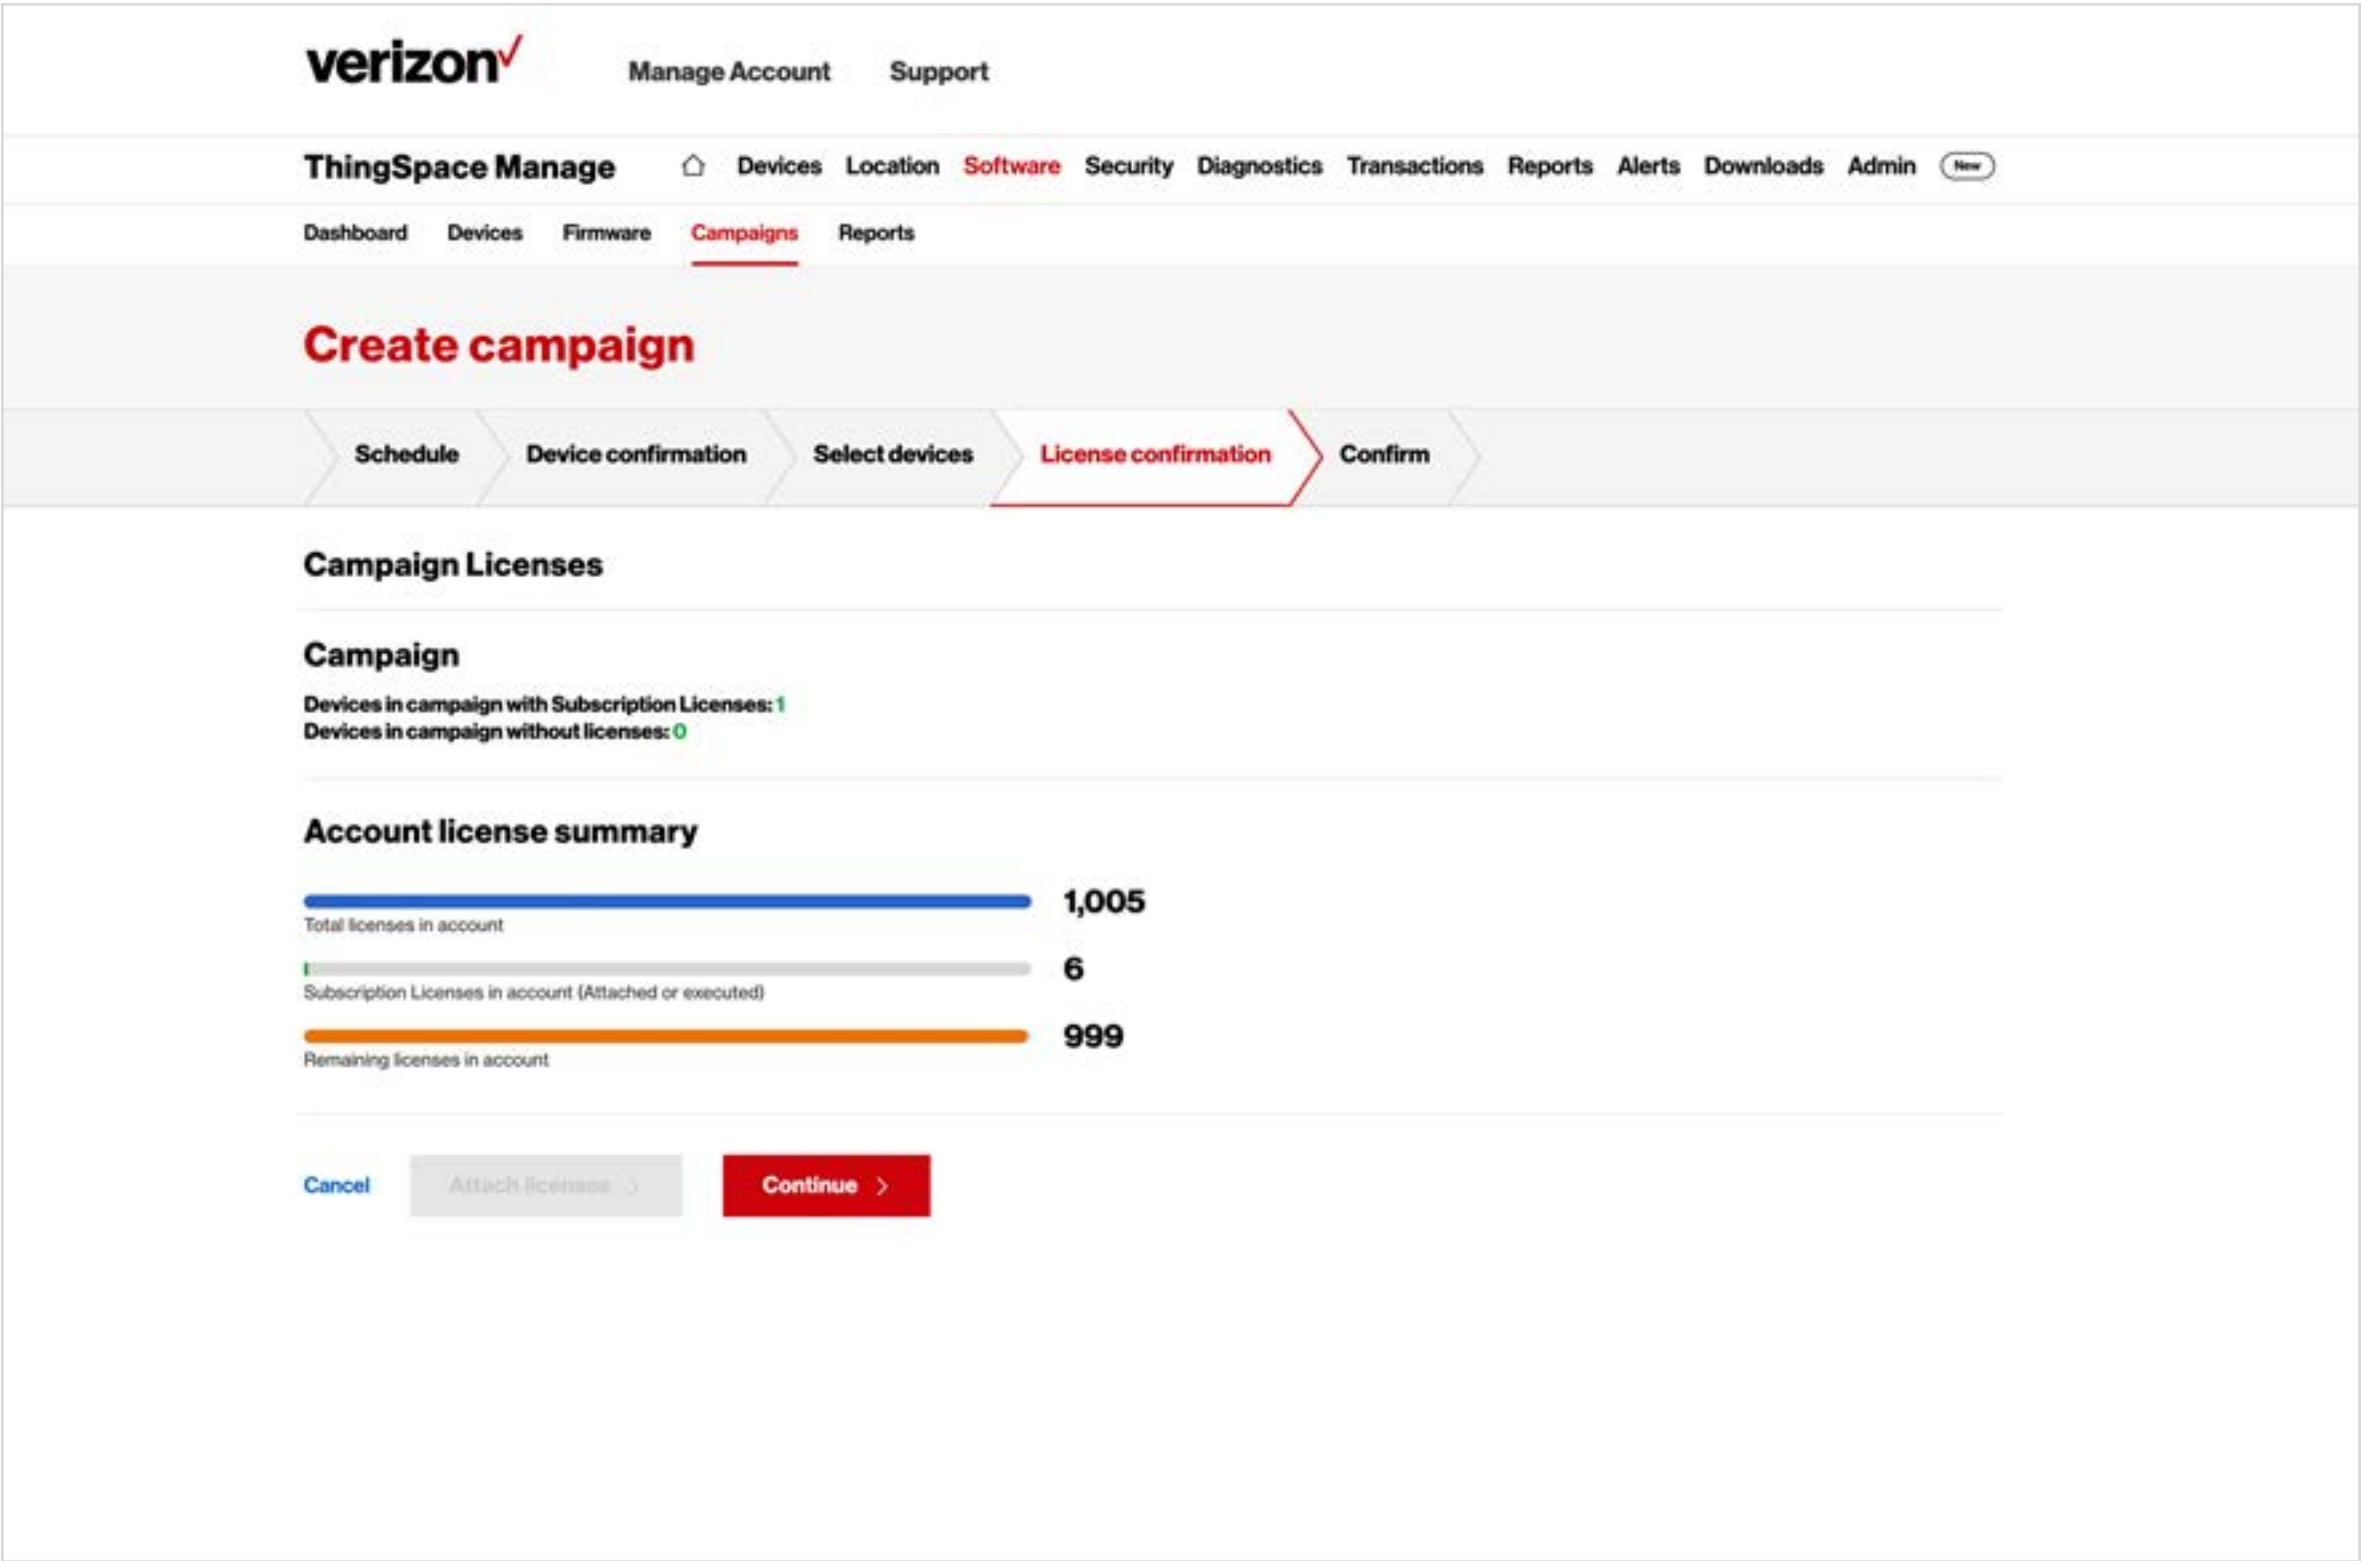 verizon
Manage Account Support
ThingSpace Manage Devices Location Software Security Diagnostics Transactions Reports Alerts Downloads Admin New
Dashboard Devices Firmware Campaigns Reports
Create campaign
Schedule Device confirmation Select devices License confirmation Confirm
Campaign Licenses
Campaign
Devices in campaign with Subscription Licenses: 1
Devices in campaign without licenses: 0
Account license summary
1,005
Total licenses in account
6
Subscription Licenses in account (Attached or executed)
999
Remaining licenses in account
Cancel Attach licenses Continue